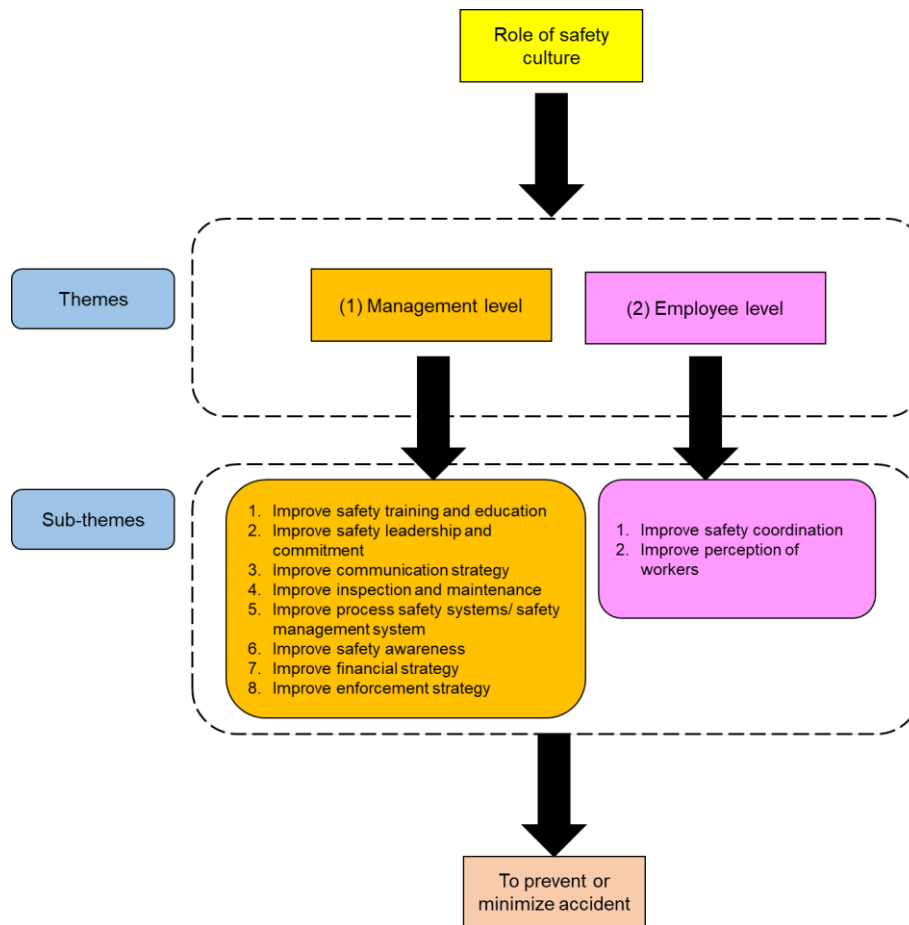 Role of safety
culture
Themes
(1) Management level
(2) Employee level
Sub-themes
1. Improve safety training and education
2. Improve safety leadership and
commitment
3. Improve communication strategy
4. Improve inspection and maintenance
5. Improve process safety systems/ safety
management system
6. Improve safety awareness
7. Improve financial strategy
8. Improve enforcement strategy
1. Improve safety coordination
2. Improve perception of
workers
To prevent or
minimize accident